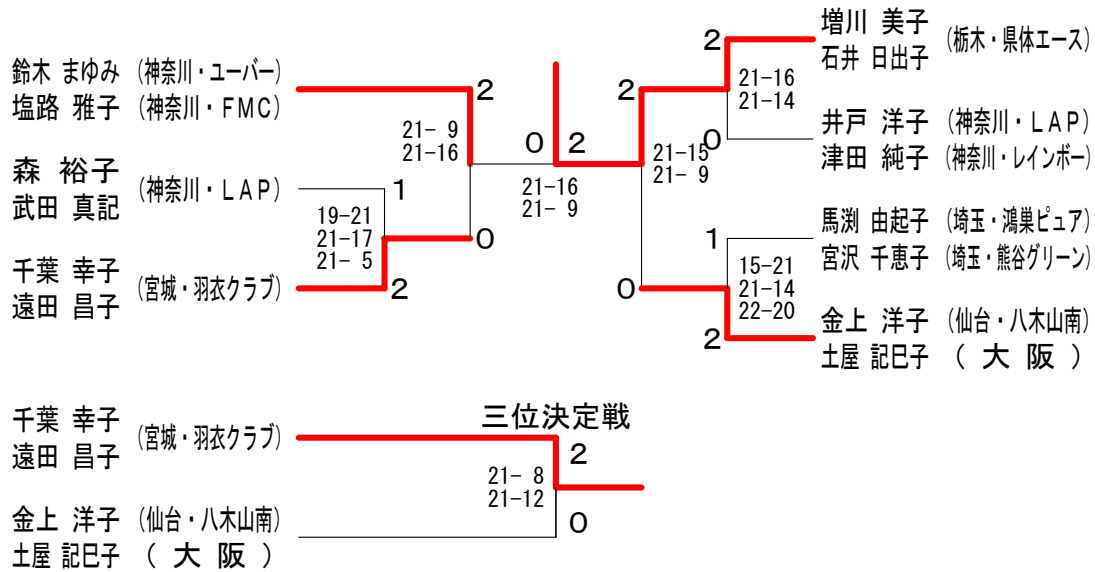 鈴木 まゆみ (神奈川・ユーバー)
塩路 雅子 (神奈川・FMC)
森 裕子
武田 真記
(神奈川・LAP)
千葉 幸子
遠田 昌子
(宮城・羽衣クラブ)
2
21- 9
21-16
1
19-21
21-17
21- 5
0
2
0
2
21-16
21- 9
2
21-15
21- 9
0
2
21-16
21-14
0
1
15-21
21-14
22-20
2
増川 美子
石井 日出子
(栃木・県体エース)
井戸 洋子 (神奈川・LAP)
津田 純子 (神奈川・レインボー)
馬渕 由起子 (埼玉・鴻巣ピュア)
宮沢 千恵子 (埼玉・熊谷グリーン)
金上 洋子 (仙台・八木山南)
土屋 記巳子 ( 大 阪 )
三位決定戦
千葉 幸子
遠田 昌子
(宮城・羽衣クラブ)
2
21- 8
21-12
0
金上 洋子 (仙台・八木山南)
土屋 記巳子 ( 大 阪 )